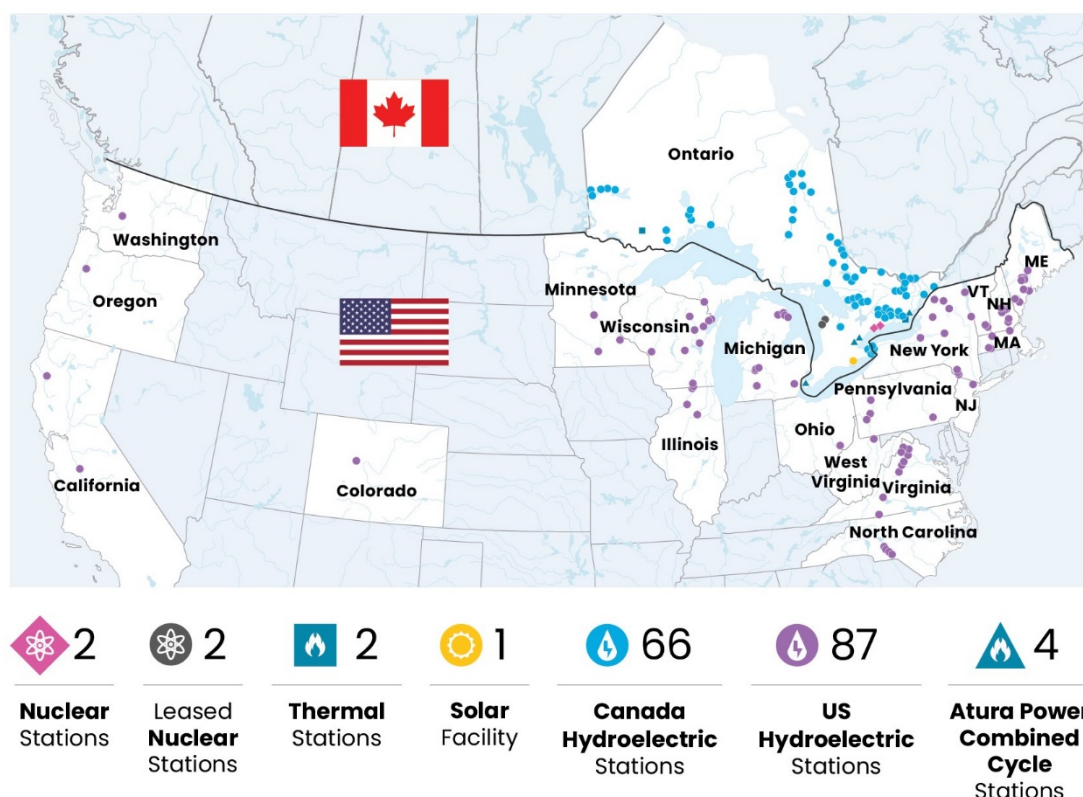 Ontario
Washington
Oregon
Minnesota
Wisconsin
Michigan
ME
VT
NH
MA
New York
Pennsylvania
NJ
Ohio
Illinois
West
Virginia
Virginia
California
Colorado
North Carolina
2
Nuclear
Stations
2
Leased
Nuclear
Stations
2
Thermal
Stations
1
Solar
Facility
66
Canada
Hydroelectric
Stations
87
US
Hydroelectric
Stations
4
Atura Power
Combined
Cycle
Stations